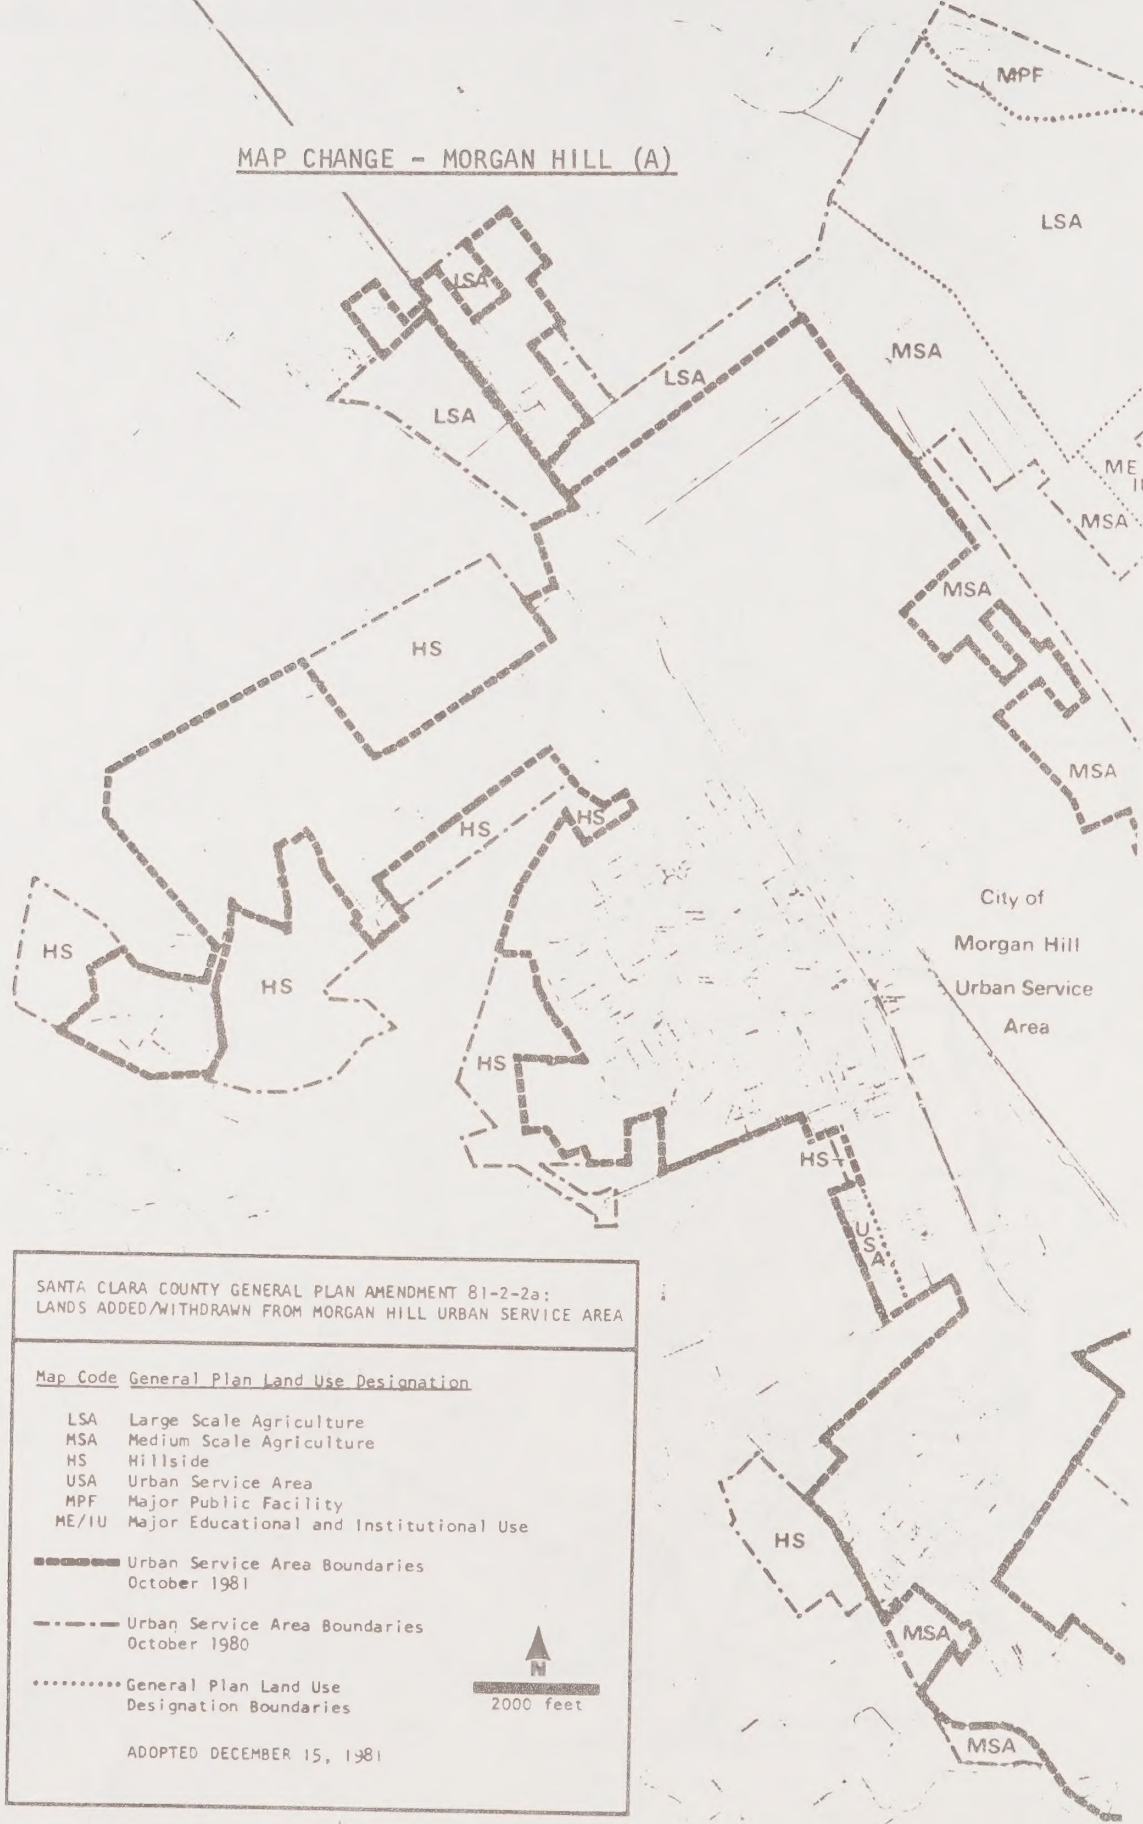 MAP CHANGE - MORGAN HILL (A)
MPF
LSA
LSA
MSA
LSA
LSA
ME
MSA
MSA
HS
MSA
HS
HS
City of
Morgan Hill
Urban Service
Area
HS
HS
HS
HS
USA
SANTA CLARA COUNTY GENERAL PLAN AMENDMENT 81-2-2a:
LANDS ADDED/WITHDRAWN FROM MORGAN HILL URBAN SERVICE AREA
Map Code General Plan Land Use Designation
LSA Large Scale Agriculture
MSA Medium Scale Agriculture
HS Hillside
USA Urban Service Area
MPF Major Public Facility
ME/IU Major Educational and Institutional Use
Urban Service Area Boundaries
October 1981
Urban Service Area Boundaries
October 1980
General Plan Land Use
Designation Boundaries
N
2000 feet
ADOPTED DECEMBER 15, 1981
HS
MSA
MSA